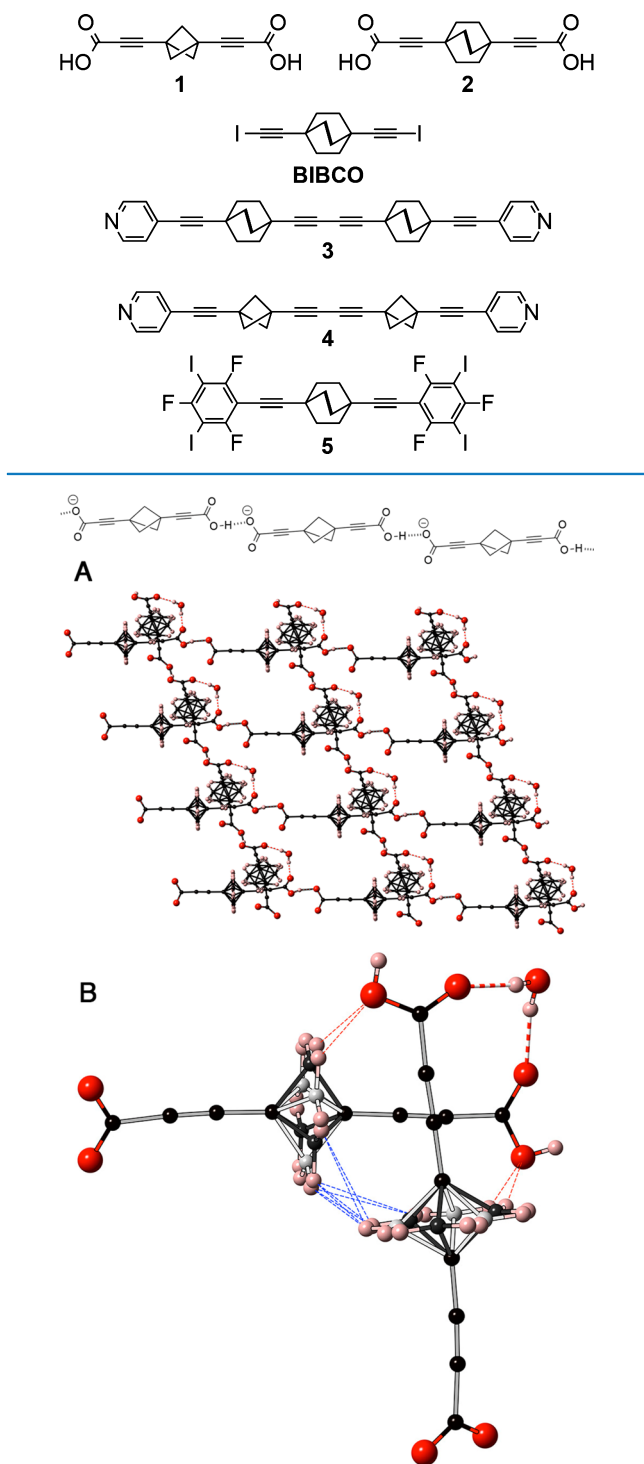 O O O O
HO OH HO OH
1 2
I I
BIBCO
N N
3
N N
4
I F F I
F F
I F F I
5
O⊖ O O⊖ O O⊖ O
O O-H O O O-H O O O-H
A
B